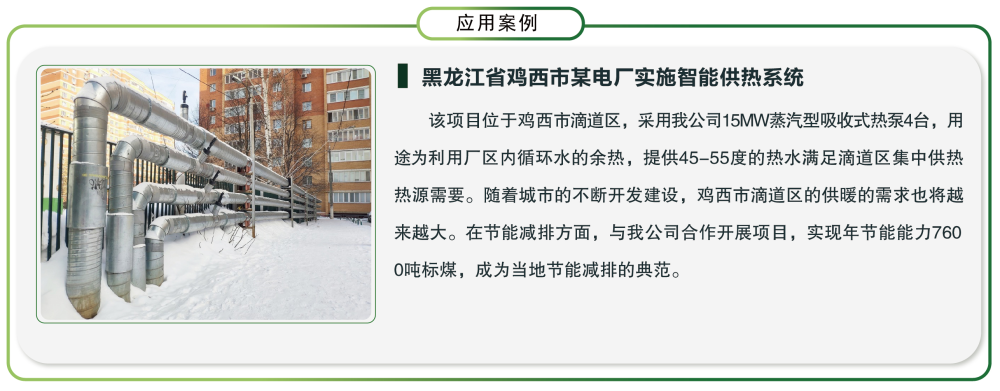 应用案例
黑龙江省鸡西市某电厂实施智能供热系统
该项目位于鸡西市滴道区，采用我公司15MW蒸汽型吸收式热泵4台，用
途为利用厂区内循环水的余热，提供45-55度的热水满足滴道区集中供热
热源需要。随着城市的不断开发建设，鸡西市滴道区的供暖的需求也将越
来越大。在节能减排方面，与我公司合作开展项目，实现年节能能力760
0吨标煤，成为当地节能减排的典范。